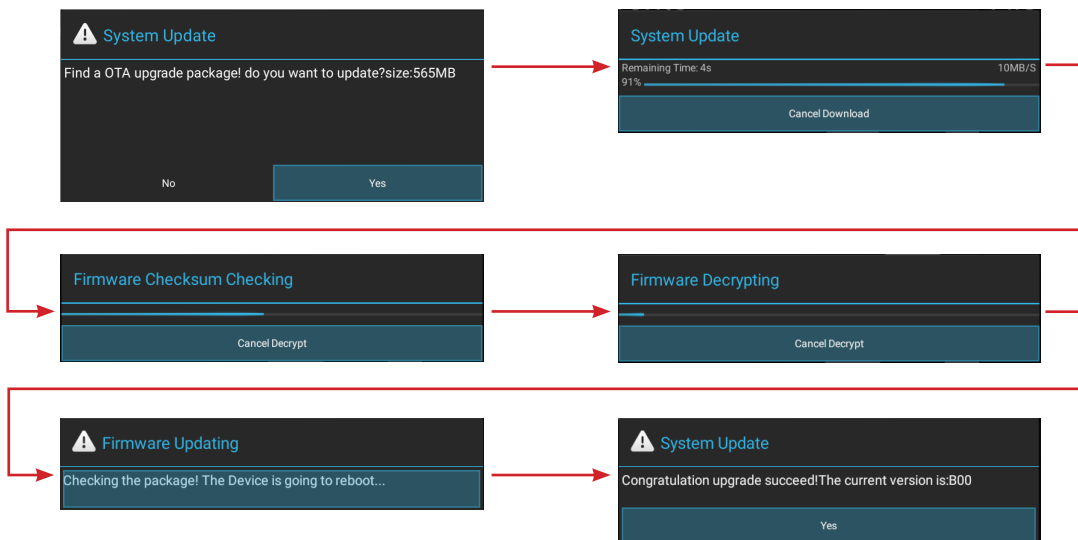 System Update
Find a OTA upgrade package! do you want to update?size:565MB
No
Yes
System Update
Remaining Time: 4s
10MB/S
91%
Cancel Download
Firmware Checksum Checking
Cancel Decrypt
Firmware Decrypting
Cancel Decrypt
Firmware Updating
Checking the package! The Device is going to reboot...
System Update
Congratulation upgrade succeed!The current version is:B00
Yes